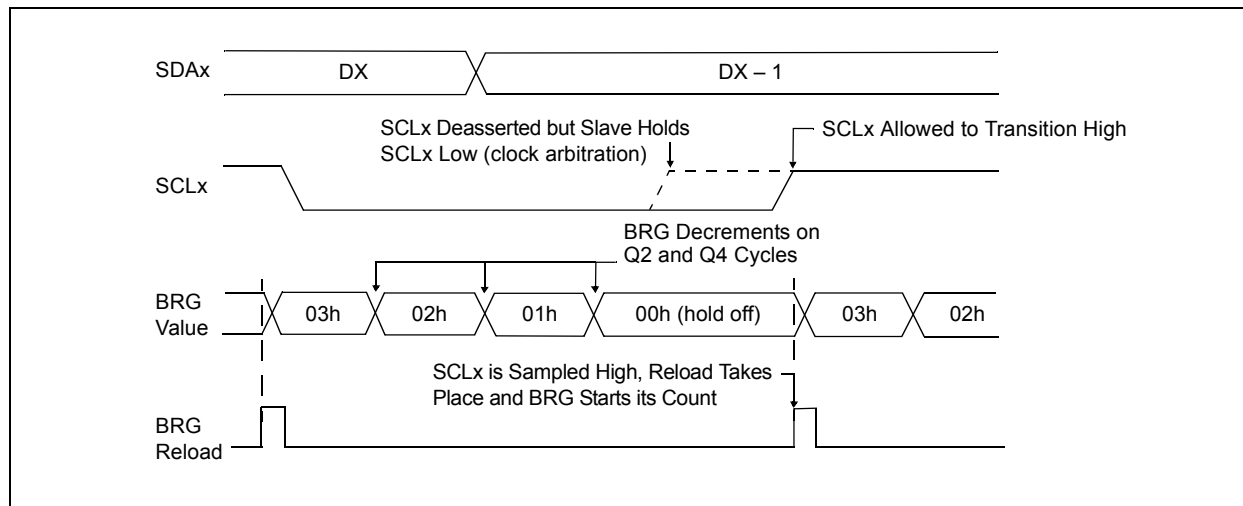 SDAx
DX
DX – 1
SCLx Deasserted but Slave Holds
SCLx Low (clock arbitration)
SCLx Allowed to Transition High
SCLx
BRG Decrements on
Q2 and Q4 Cycles
BRG
Value
03h
02h
01h
00h (hold off)
03h
02h
SCLx is Sampled High, Reload Takes
Place and BRG Starts its Count
BRG
Reload